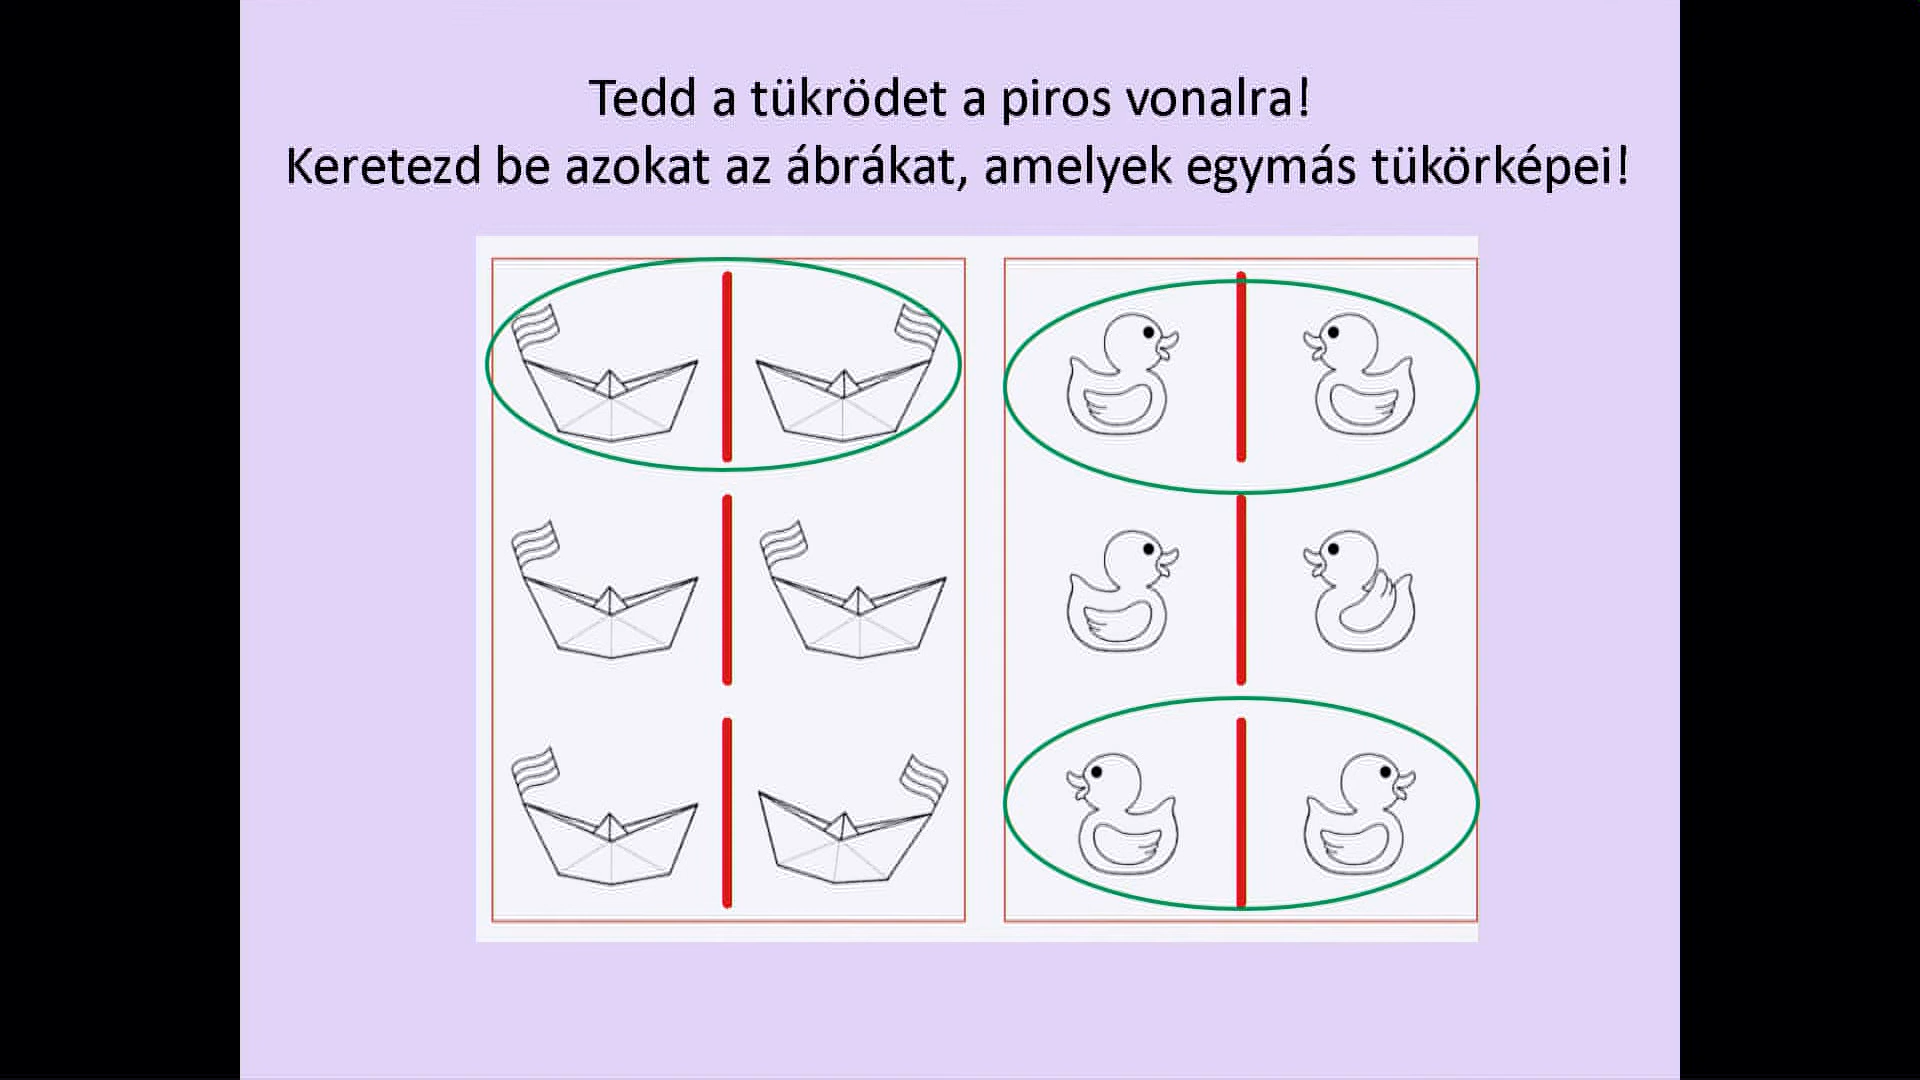 Tedd a tükrödet a piros vonalra!
Keretezd be azokat az ábrákat, amelyek egymás tükörképei!